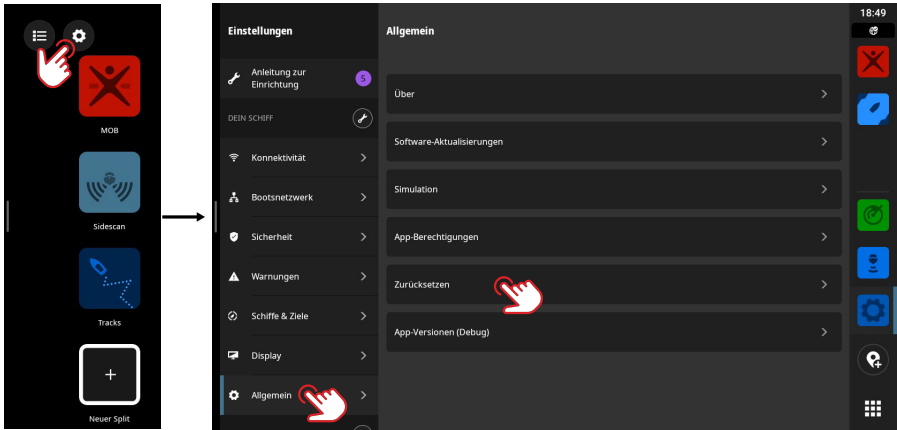 MOB
Sidescan
Tracks
Neuer Split
Einstellungen
Anleitung zur
Einrichtung
5
DEIN SCHIFF
Konnektivität
Bootsnetzwerk
Sicherheit
Warnungen
Schiffe & Ziele
Display
Allgemein
Allgemein
Über
Software-Aktualisierungen
Simulation
App-Berechtigungen
Zurücksetzen
App-Versionen (Debug)
18:49